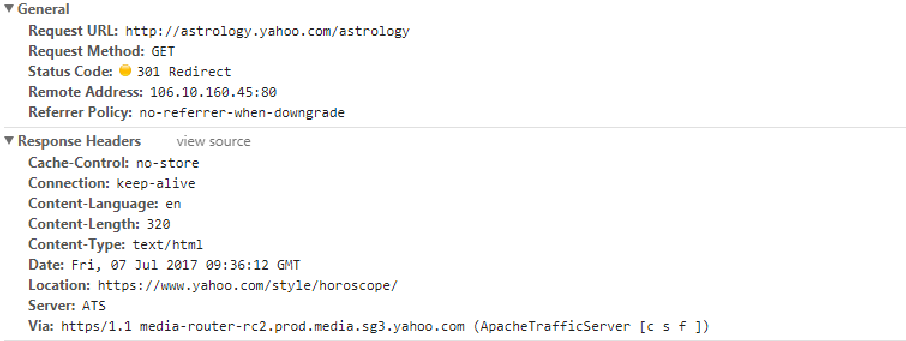 General
Request URL: http://astrology.yahoo.com/astrology
Request Method: GET
Status Code: 301 Redirect
Remote Address: 106.10.160.45:80
Referrer Policy: no-referrer-when-downgrade
Response Headers view source
Cache-Control: no-store
Connection: keep-alive
Content-Language: en
Content-Length: 320
Content-Type: text/html
Date: Fri, 07 Jul 2017 09:36:12 GMT
Location: https://www.yahoo.com/style/horoscope/
Server: ATS
Via: https/1.1 media-router-rc2.prod.media.sg3.yahoo.com (ApacheTrafficServer [c s f ])